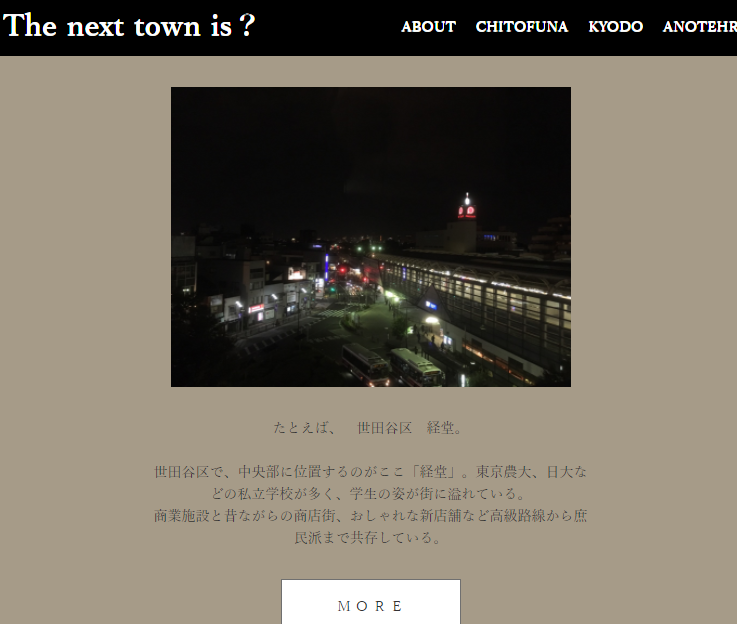 The next town is ?
ABOUT CHITOFUNA KYODO ANOTEHR
たとえば、　世田谷区　経堂。
世田谷区で、中央部に位置するのがここ「経堂」。東京農大、日大な
どの私立学校が多く、学生の姿が街に溢れている。
商業施設と昔ながらの商店街、おしゃれな新店舗など高級路線から庶
民派まで共存している。
MORE